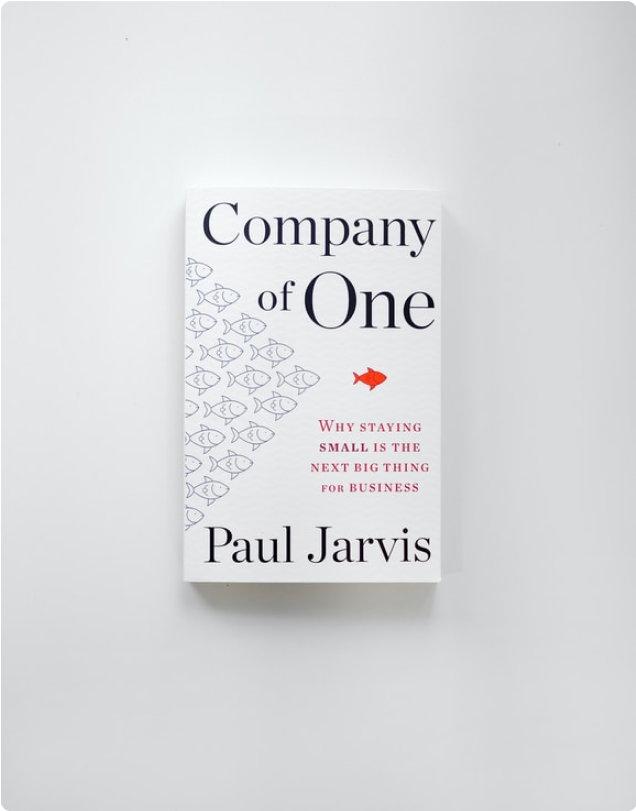 Company
of One
WHY STAYING
SMALL IS THE
NEXT BIG THING
FOR BUSINESS
Paul Jarvis